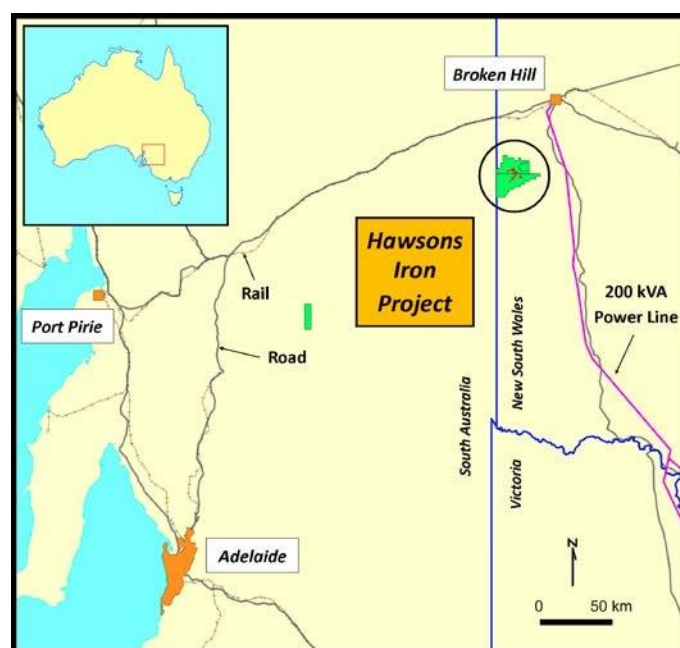 Broken Hill
Hawsons
Iron
Project
Rail
Port Pirie
Road
200 kVA
Power Line
New South Wales
South Australia
Victoria
Adelaide
N
0 50 km